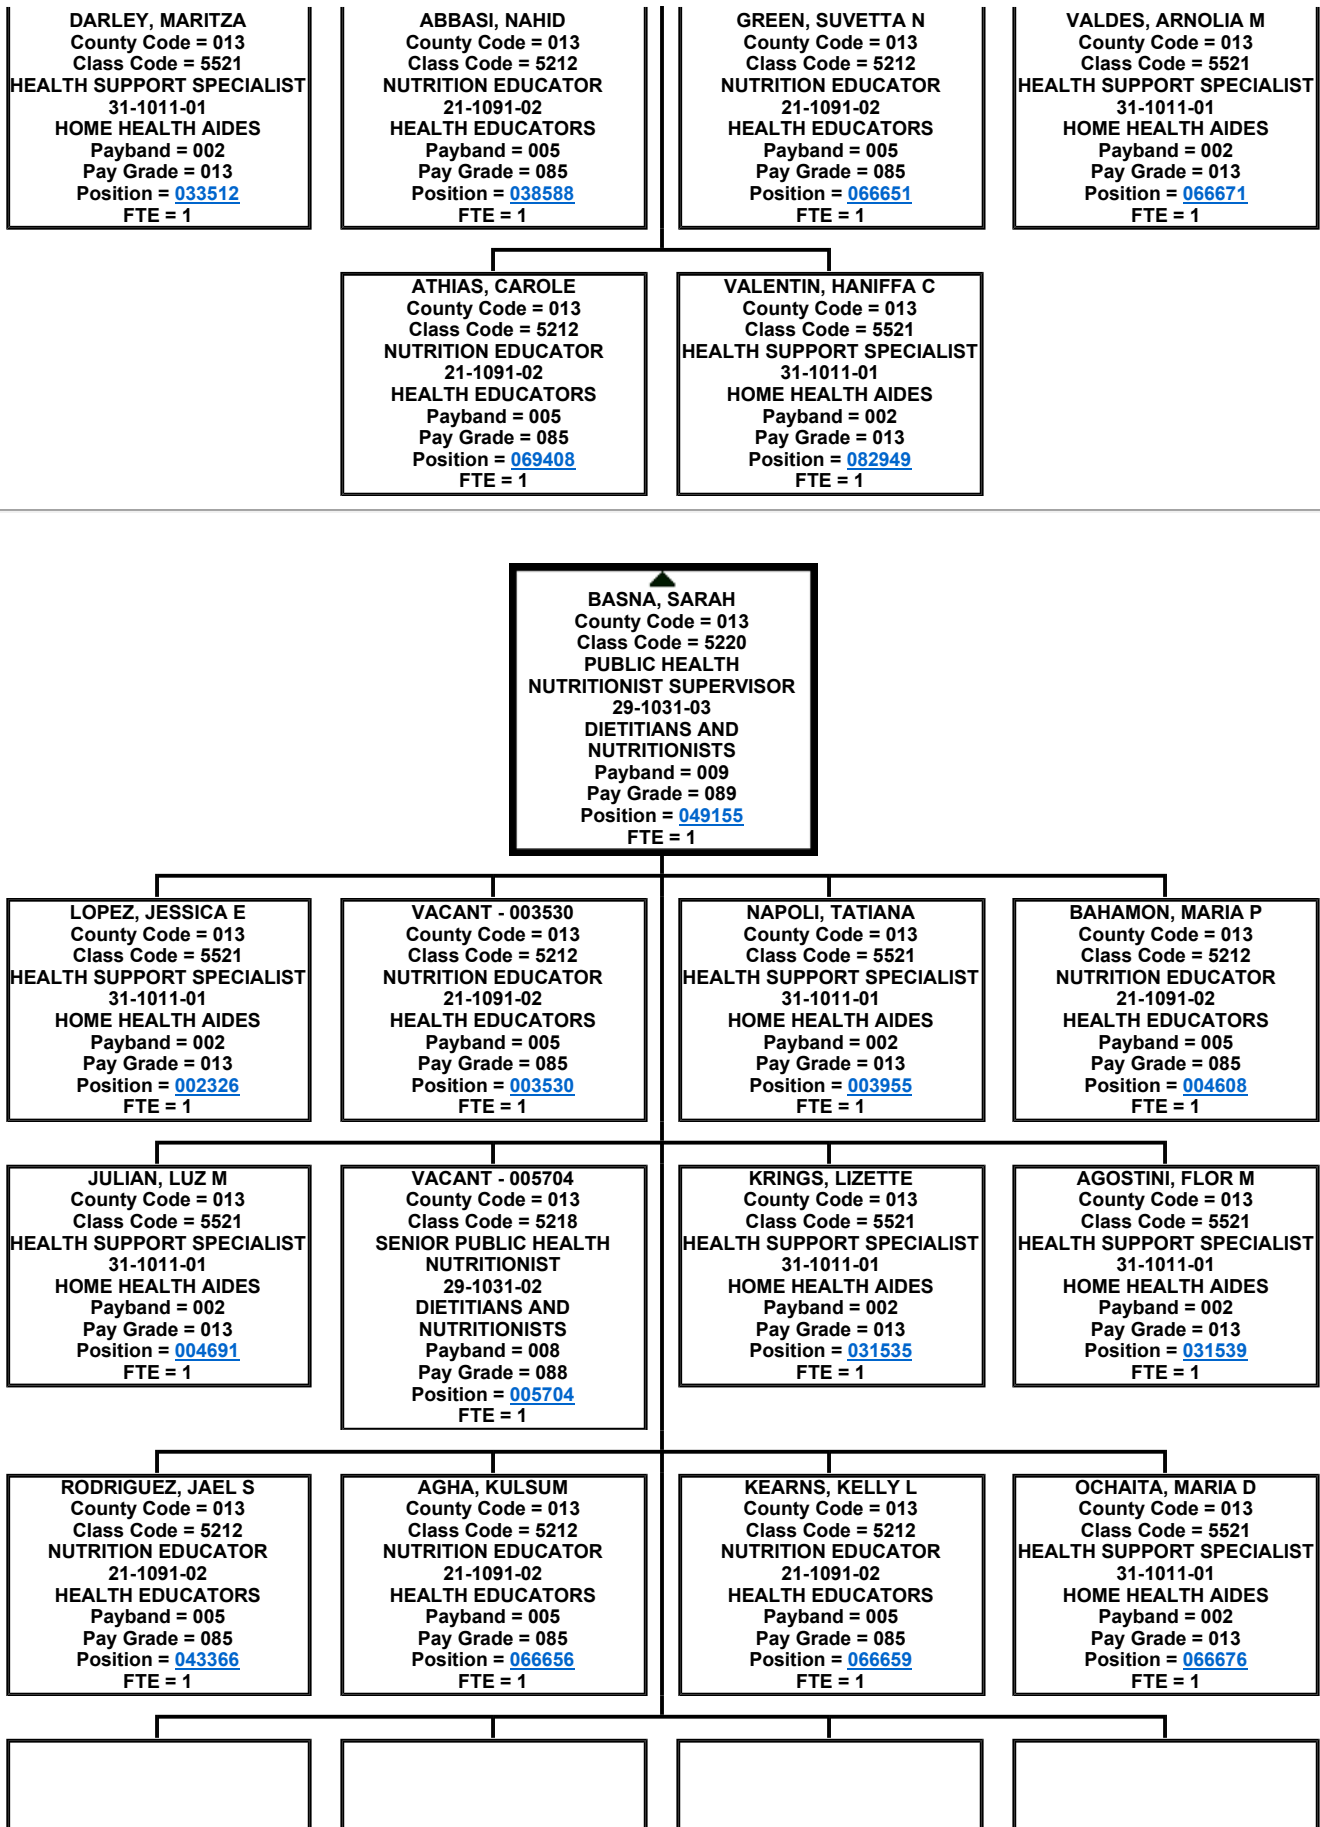 DARLEY, MARITZA
County Code = 013
Class Code = 5521
HEALTH SUPPORT SPECIALIST
31-1011-01
HOME HEALTH AIDES
Payband = 002
Pay Grade = 013
Position = 033512
FTE = 1
ABBASI, NAHID
County Code = 013
Class Code = 5212
NUTRITION EDUCATOR
21-1091-02
HEALTH EDUCATORS
Payband = 005
Pay Grade = 085
Position = 038588
FTE = 1
GREEN, SUVETTA N
County Code = 013
Class Code = 5212
NUTRITION EDUCATOR
21-1091-02
HEALTH EDUCATORS
Payband = 005
Pay Grade = 085
Position = 066651
FTE = 1
VALDES, ARNOLIA M
County Code = 013
Class Code = 5521
HEALTH SUPPORT SPECIALIST
31-1011-01
HOME HEALTH AIDES
Payband = 002
Pay Grade = 013
Position = 066671
FTE = 1
ATHIAS, CAROLE
County Code = 013
Class Code = 5212
NUTRITION EDUCATOR
21-1091-02
HEALTH EDUCATORS
Payband = 005
Pay Grade = 085
Position = 069408
FTE = 1
VALENTIN, HANIFFA C
County Code = 013
Class Code = 5521
HEALTH SUPPORT SPECIALIST
31-1011-01
HOME HEALTH AIDES
Payband = 002
Pay Grade = 013
Position = 082949
FTE = 1
BASNA, SARAH
County Code = 013
Class Code = 5220
PUBLIC HEALTH
NUTRITIONIST SUPERVISOR
29-1031-03
DIETITIANS AND
NUTRITIONISTS
Payband = 009
Pay Grade = 089
Position = 049155
FTE = 1
LOPEZ, JESSICA E
County Code = 013
Class Code = 5521
HEALTH SUPPORT SPECIALIST
31-1011-01
HOME HEALTH AIDES
Payband = 002
Pay Grade = 013
Position = 002326
FTE = 1
VACANT - 003530
County Code = 013
Class Code = 5212
NUTRITION EDUCATOR
21-1091-02
HEALTH EDUCATORS
Payband = 005
Pay Grade = 085
Position = 003530
FTE = 1
NAPOLI, TATIANA
County Code = 013
Class Code = 5521
HEALTH SUPPORT SPECIALIST
31-1011-01
HOME HEALTH AIDES
Payband = 002
Pay Grade = 013
Position = 003955
FTE = 1
BAHAMON, MARIA P
County Code = 013
Class Code = 5212
NUTRITION EDUCATOR
21-1091-02
HEALTH EDUCATORS
Payband = 005
Pay Grade = 085
Position = 004608
FTE = 1
JULIAN, LUZ M
County Code = 013
Class Code = 5521
HEALTH SUPPORT SPECIALIST
31-1011-01
HOME HEALTH AIDES
Payband = 002
Pay Grade = 013
Position = 004691
FTE = 1
VACANT - 005704
County Code = 013
Class Code = 5218
SENIOR PUBLIC HEALTH
NUTRITIONIST
29-1031-02
DIETITIANS AND
NUTRITIONISTS
Payband = 008
Pay Grade = 088
Position = 005704
FTE = 1
KRINGS, LIZETTE
County Code = 013
Class Code = 5521
HEALTH SUPPORT SPECIALIST
31-1011-01
HOME HEALTH AIDES
Payband = 002
Pay Grade = 013
Position = 031535
FTE = 1
AGOSTINI, FLOR M
County Code = 013
Class Code = 5521
HEALTH SUPPORT SPECIALIST
31-1011-01
HOME HEALTH AIDES
Payband = 002
Pay Grade = 013
Position = 031539
FTE = 1
RODRIGUEZ, JAEL S
County Code = 013
Class Code = 5212
NUTRITION EDUCATOR
21-1091-02
HEALTH EDUCATORS
Payband = 005
Pay Grade = 085
Position = 043366
FTE = 1
AGHA, KULSUM
County Code = 013
Class Code = 5212
NUTRITION EDUCATOR
21-1091-02
HEALTH EDUCATORS
Payband = 005
Pay Grade = 085
Position = 066656
FTE = 1
KEARNS, KELLY L
County Code = 013
Class Code = 5212
NUTRITION EDUCATOR
21-1091-02
HEALTH EDUCATORS
Payband = 005
Pay Grade = 085
Position = 066659
FTE = 1
OCHAITA, MARIA D
County Code = 013
Class Code = 5521
HEALTH SUPPORT SPECIALIST
31-1011-01
HOME HEALTH AIDES
Payband = 002
Pay Grade = 013
Position = 066676
FTE = 1